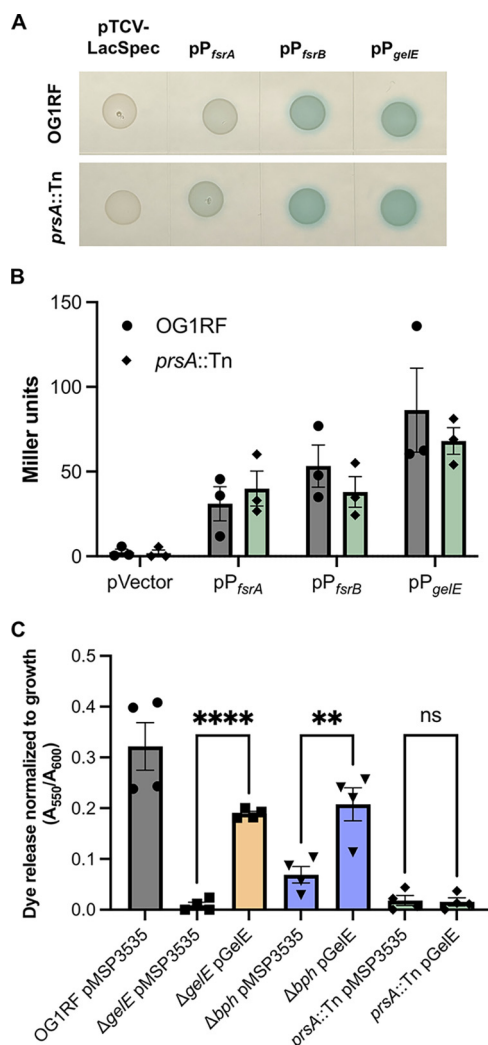 A
pTCV-
LacSpec
pPfsrA
pPfsrB
pPgelE
OG1RF
prsA::Tn
B
Miller units
150
100
50
0
OG1RF
prsA::Tn
pVector
pPfsrA
pPfsrB
pPgelE
C
Dye release normalized to growth
(A550/A600)
0.5
0.4
0.3
0.2
0.1
0.0
****
**
ns
OG1RF pMSP3535
ΔgelE pMSP3535
ΔgelE pGelE
Δbph pMSP3535
Δbph pGelE
prsA::Tn pMSP3535
prsA::Tn pGelE